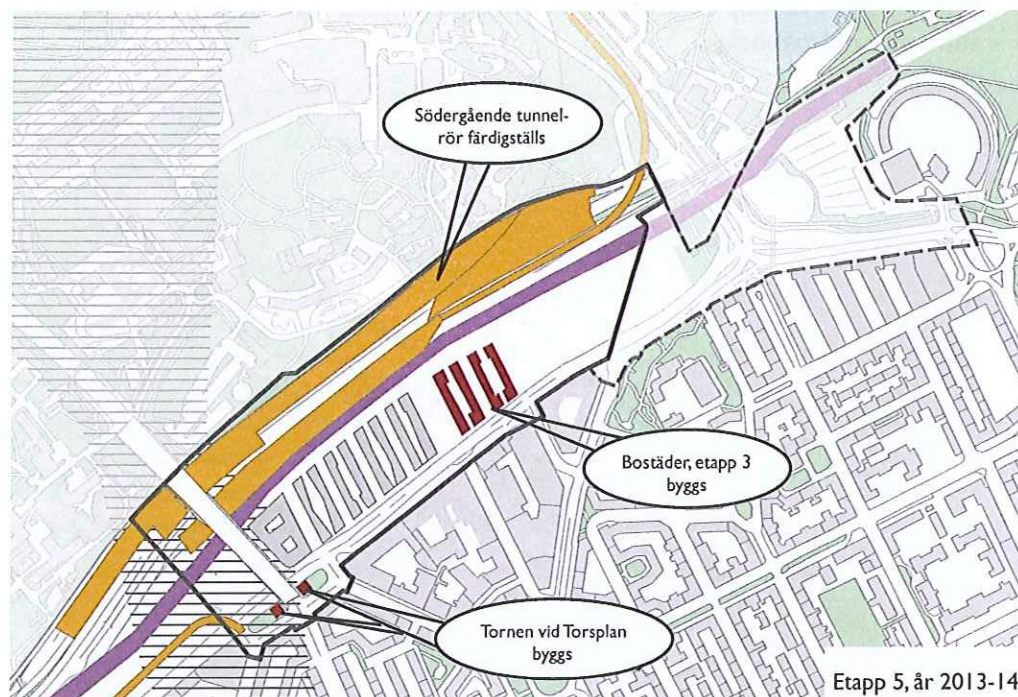 Södergående tunnel-
rör färdigställs
Bostäder, etapp 3
byggs
Tornen vid Torsplan
byggs
Etapp 5, år 2013-14